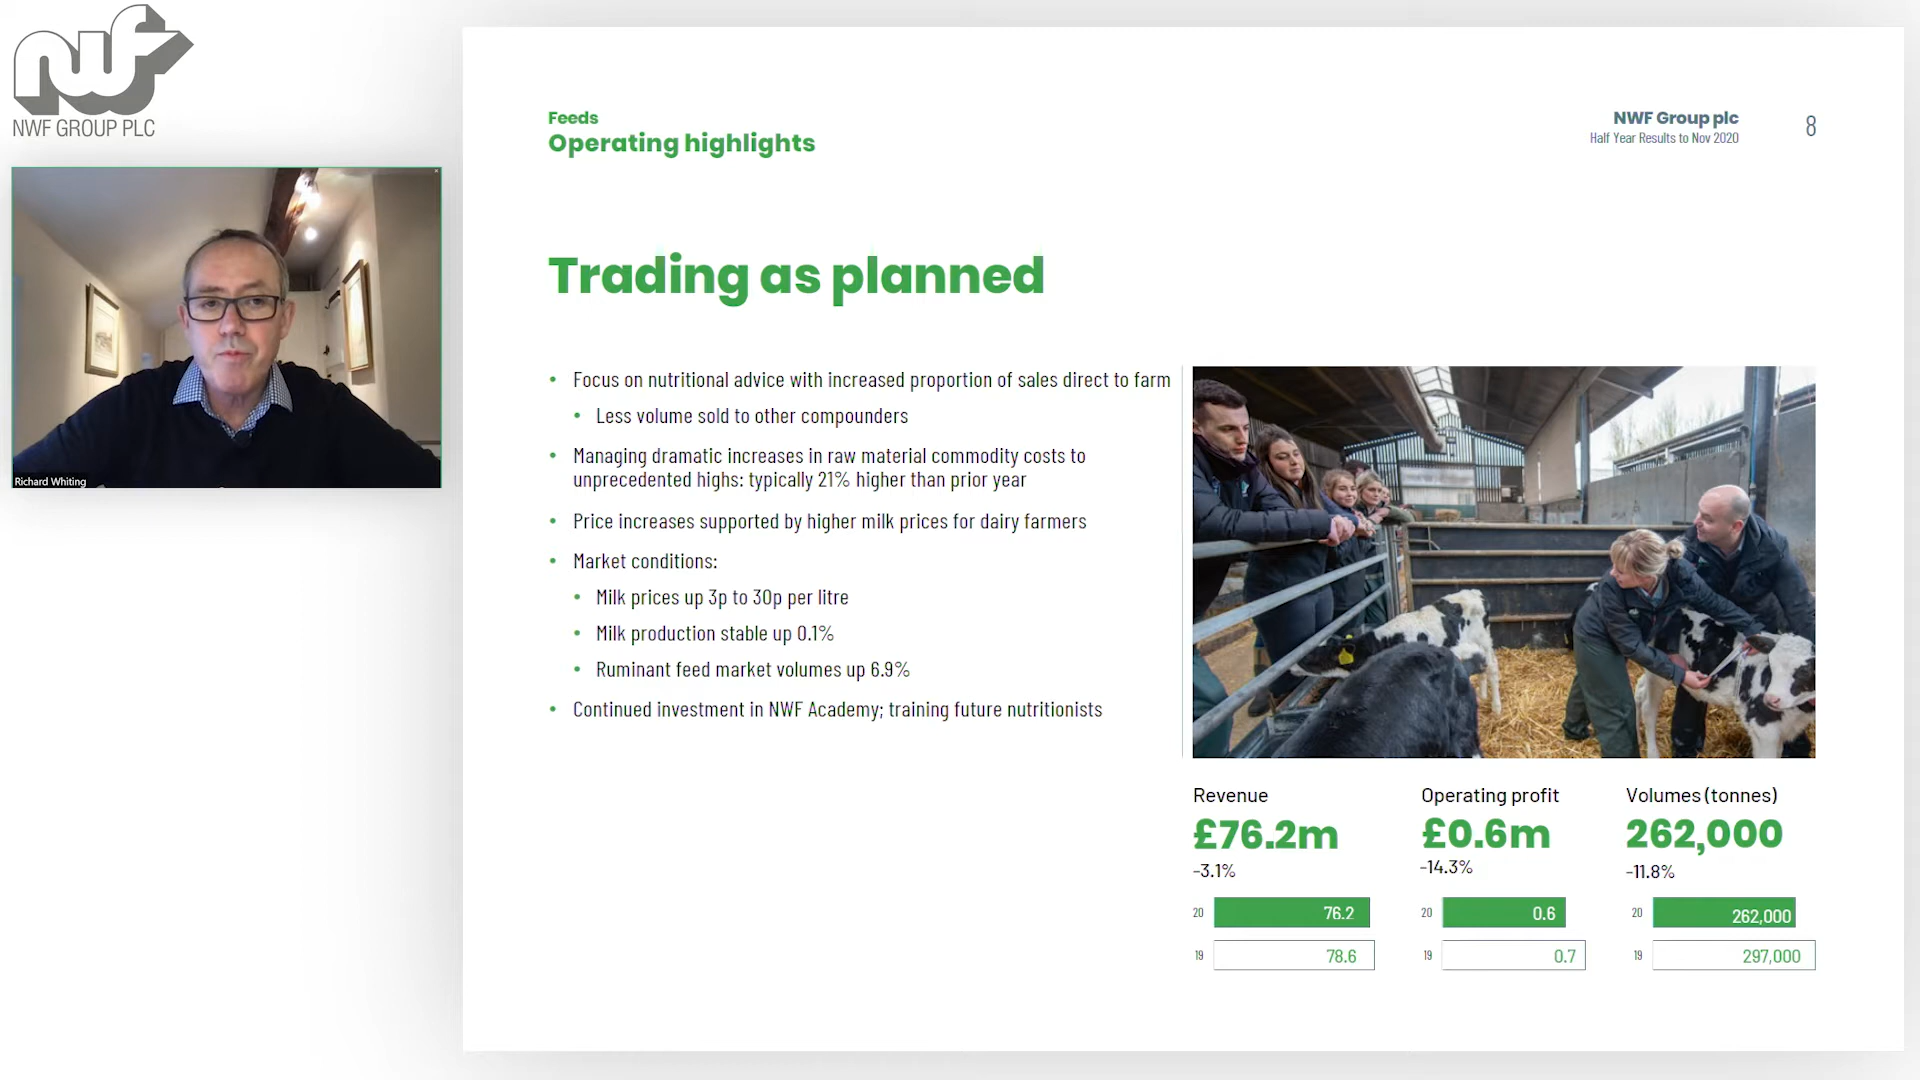 nwf
NWF GROUP PLC
Richard Whiting
Feeds
Operating highlights
NWF Group plc
Half Year Results to Nov 2020
8
Trading as planned
• Focus on nutritional advice with increased proportion of sales direct to farm
• Less volume sold to other compounders
• Managing dramatic increases in raw material commodity costs to
unprecedented highs: typically 21% higher than prior year
• Price increases supported by higher milk prices for dairy farmers
• Market conditions:
• Milk prices up 3p to 30p per litre
• Milk production stable up 0.1%
• Ruminant feed market volumes up 6.9%
• Continued investment in NWF Academy; training future nutritionists
Revenue
£76.2m
-3.1%
20 76.2
19 78.6
Operating profit
£0.6m
-14.3%
20 0.6
19 0.7
Volumes (tonnes)
262,000
-11.8%
20 262,000
19 297,000